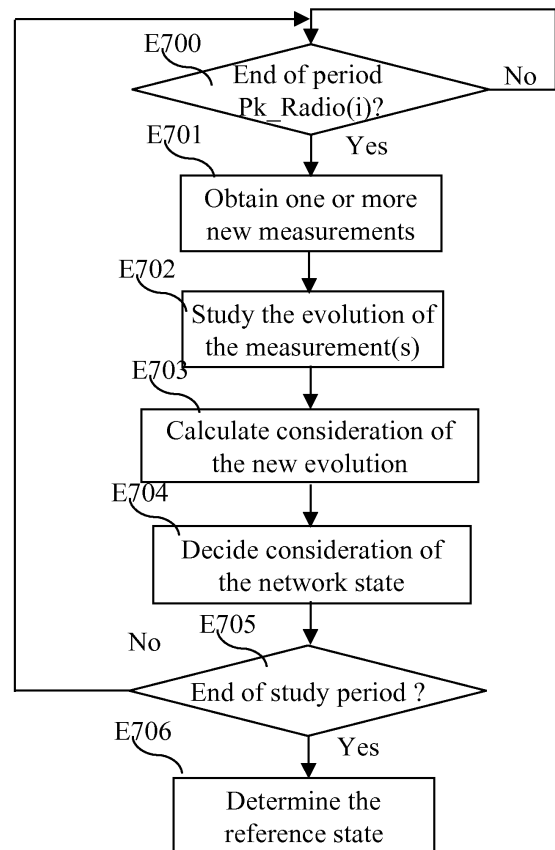 E700
End of period
Pk_Radio(i)?
No
E701
Yes
Obtain one or more
new measurements
E702
Study the evolution of
the measurement(s)
E703
Calculate consideration of
the new evolution
E704
Decide consideration of
the network state
E705
No
End of study period ?
E706
Yes
Determine the
reference state